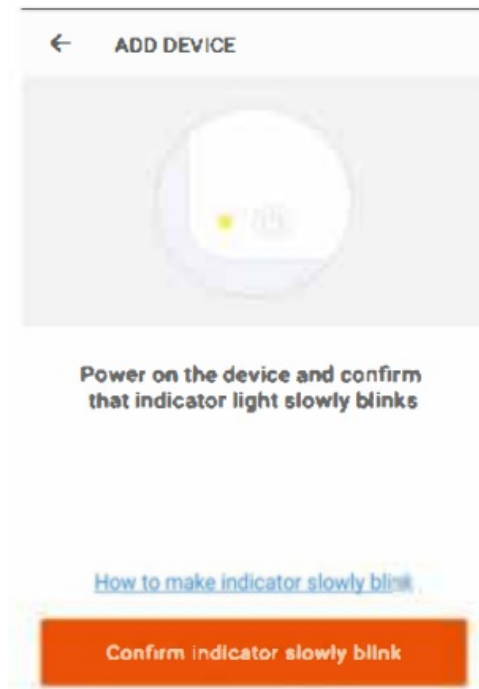 ADD DEVICE
Power on the device and confirm
that indicator light slowly blinks
How to make indicator slowly blink
Confirm indicator slowly blink